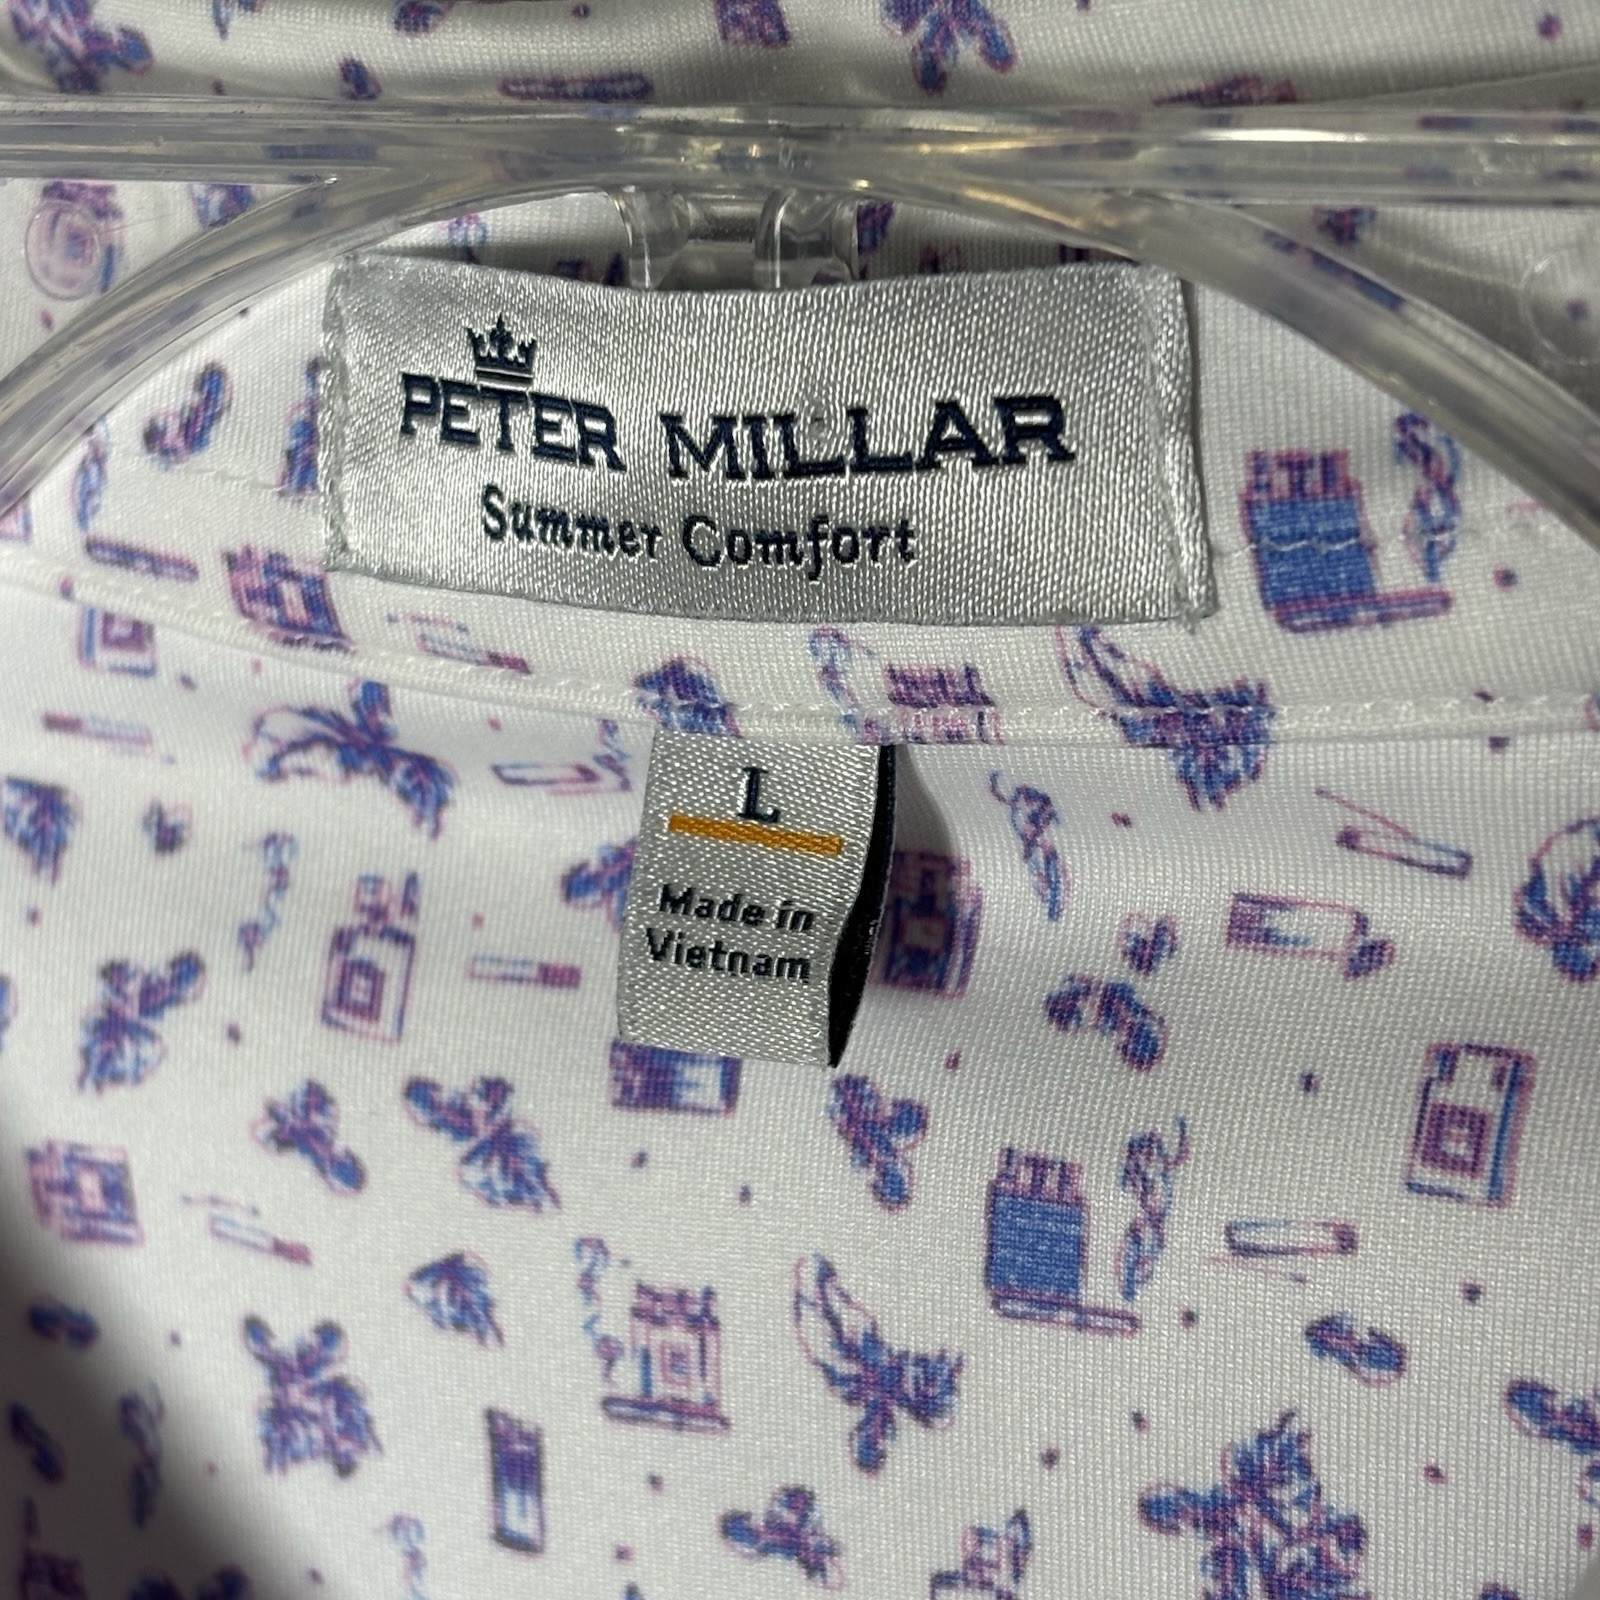 PETER MILLAR
Summer Comfort
L
Made in
Vietnam